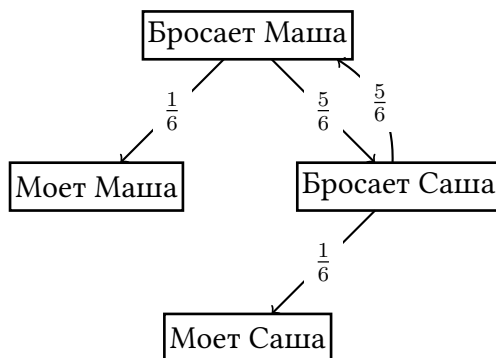 Бросает Маша
1/6
5/6
5/6
Моет Маша
Бросает Саша
1/6
Моет Саша